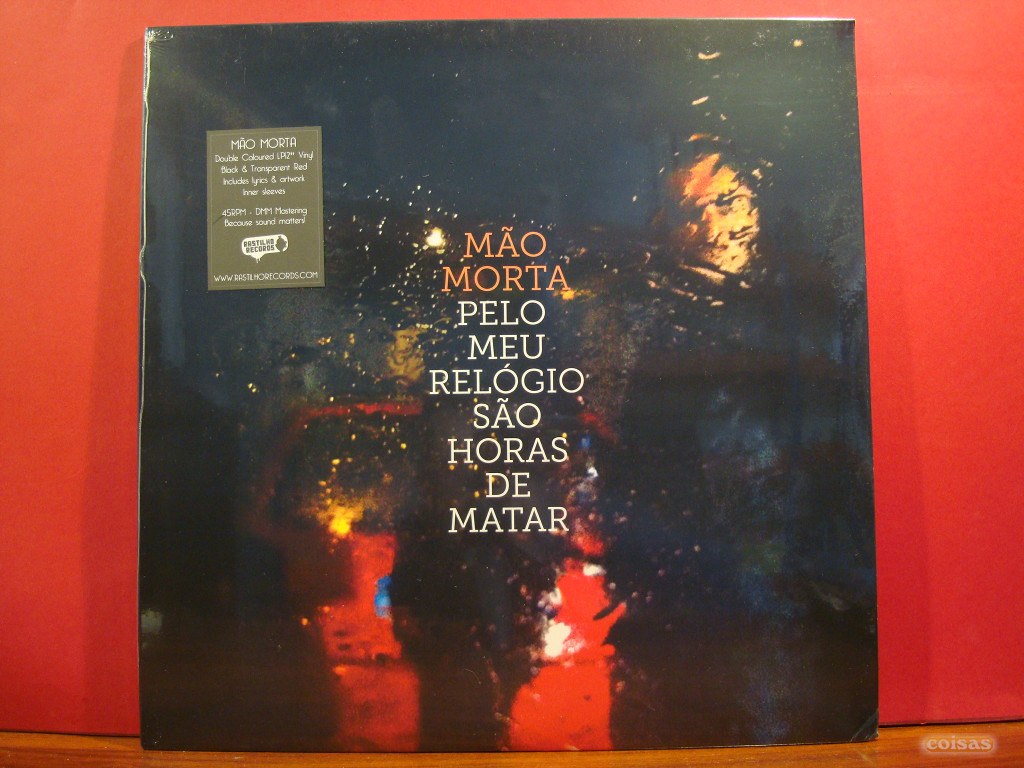 MÃO MORTA
Double Coloured LP12" Vinyl
Black & Transparent Red
Includes lyrics & artwork
Inner sleeves
45RPM - DMM Mastering
Because sound matters!
RASTILHO
RECORDS
WWW.RASTILHORECORDS.COM
MÃO
MORTA
PELO
MEU
RELÓGIO
SÃO
HORAS
DE
MATAR
coisas